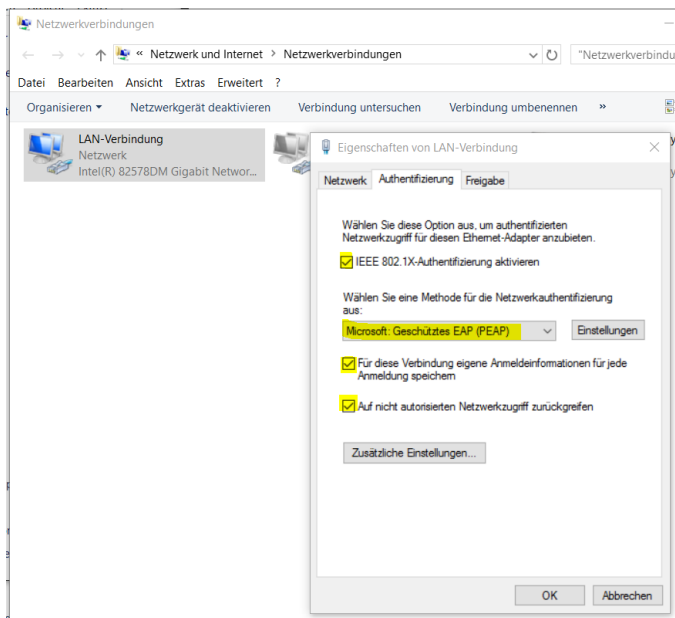 Netzwerkverbindungen
« Netzwerk und Internet > Netzwerkverbindungen
"Netzwerkverbindu
Datei Bearbeiten Ansicht Extras Erweitert ?
Organisieren Netzwerkgerät deaktivieren Verbindung untersuchen Verbindung umbenennen »
LAN-Verbindung
Netzwerk
Intel(R) 82578DM Gigabit Networ...
Eigenschaften von LAN-Verbindung
Netzwerk Authentifizierung Freigabe
Wählen Sie diese Option aus, um authentifizierten
Netzwerkzugriff für diesen Ethernet-Adapter anzubieten.
IEEE 802.1X-Authentifizierung aktivieren
Wählen Sie eine Methode für die Netzwerkauthentifizierung
aus:
Microsoft: Geschütztes EAP (PEAP)
Einstellungen
Für diese Verbindung eigene Anmeldeinformationen für jede
Anmeldung speichern
Auf nicht autorisierten Netzwerkzugriff zurückgreifen
Zusätzliche Einstellungen...
OK Abbrechen